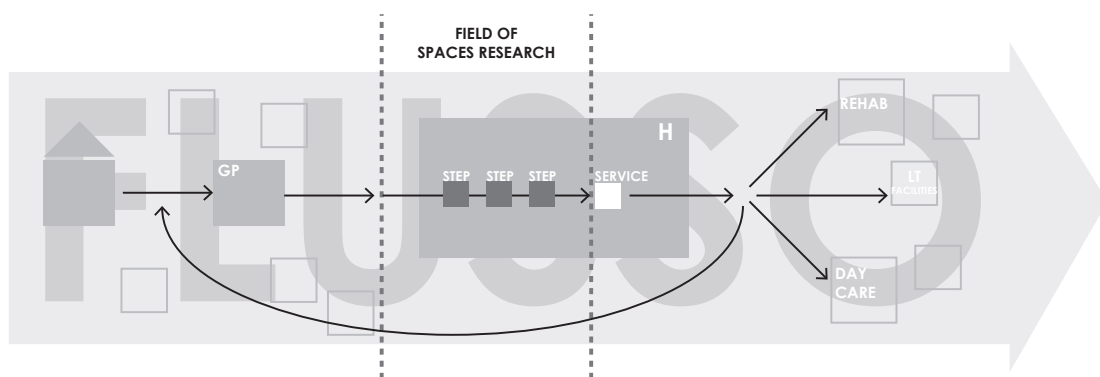 FIELD OF
SPACES RESEARCH
FLUSSO
GP
H
STEP STEP STEP
SERVICE
REHAB
LT
FACILITIES
DAY
CARE